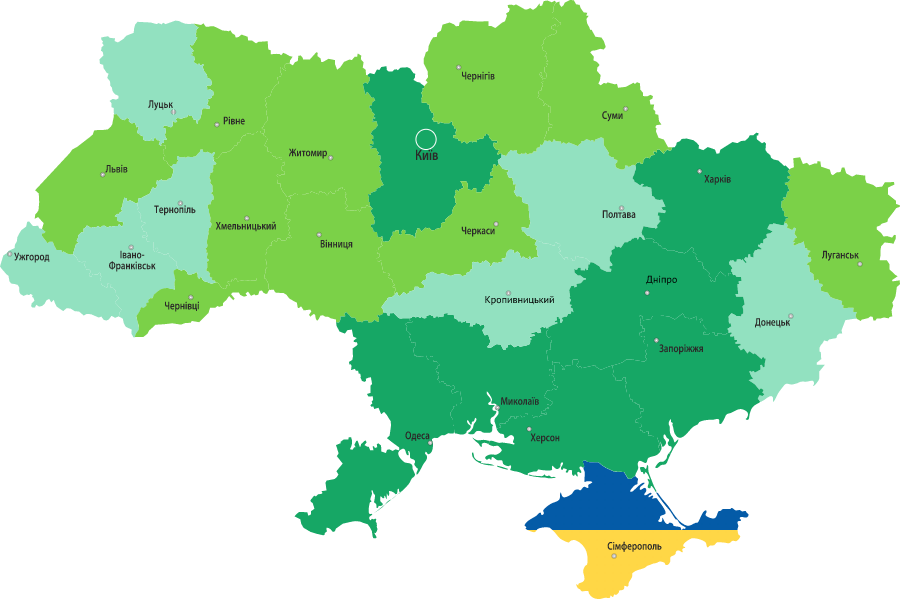 Чернігів
Луцьк
Суми
Рівне
Житомир
Київ
Львів
Харків
Тернопіль
Полтава
Хмельницький
Черкаси
Вінниця
Ужгород
Івано-
Франківськ
Луганськ
Дніпро
Чернівці
Кропивницький
Донецьк
Запоріжжя
Миколаїв
Одеса
Херсон
Сімферополь